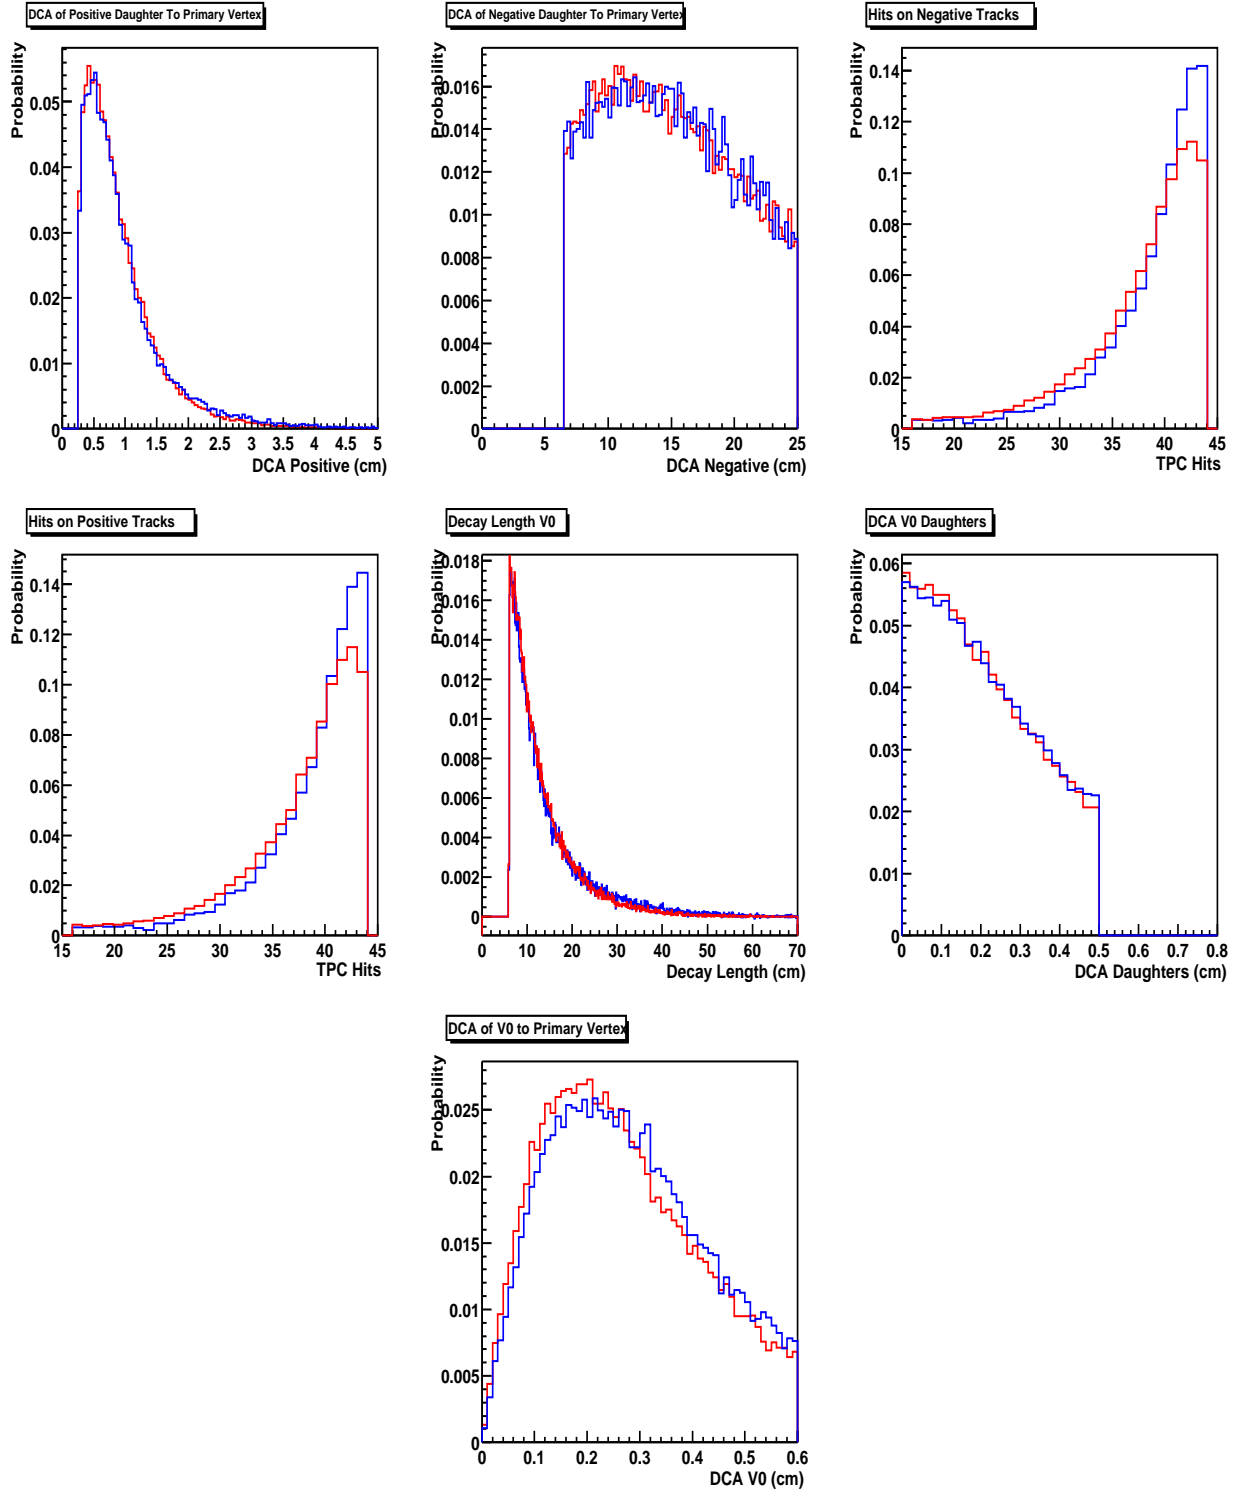 DCA of Positive Daughter To Primary Vertex
Probability
0.05
0.04
0.03
0.02
0.01
0
0 0.5 1 1.5 2 2.5 3 3.5 4 4.5 5
DCA Positive (cm)
DCA of Negative Daughter To Primary Vertex
Probability
0.016
0.014
0.012
0.01
0.008
0.006
0.004
0.002
0
0 5 10 15 20 25
DCA Negative (cm)
Hits on Negative Tracks
Probability
0.14
0.12
0.1
0.08
0.06
0.04
0.02
0
15 20 25 30 35 40 45
TPC Hits
Hits on Positive Tracks
Probability
0.14
0.12
0.1
0.08
0.06
0.04
0.02
0
15 20 25 30 35 40 45
TPC Hits
Decay Length V0
Probability
0.018
0.016
0.014
0.012
0.01
0.008
0.006
0.004
0.002
0
0 10 20 30 40 50 60 70
Decay Length (cm)
DCA V0 Daughters
Probability
0.06
0.05
0.04
0.03
0.02
0.01
0
0 0.1 0.2 0.3 0.4 0.5 0.6 0.7 0.8
DCA Daughters (cm)
DCA of V0 to Primary Vertex
Probability
0.025
0.02
0.015
0.01
0.005
0
0 0.1 0.2 0.3 0.4 0.5 0.6
DCA V0 (cm)